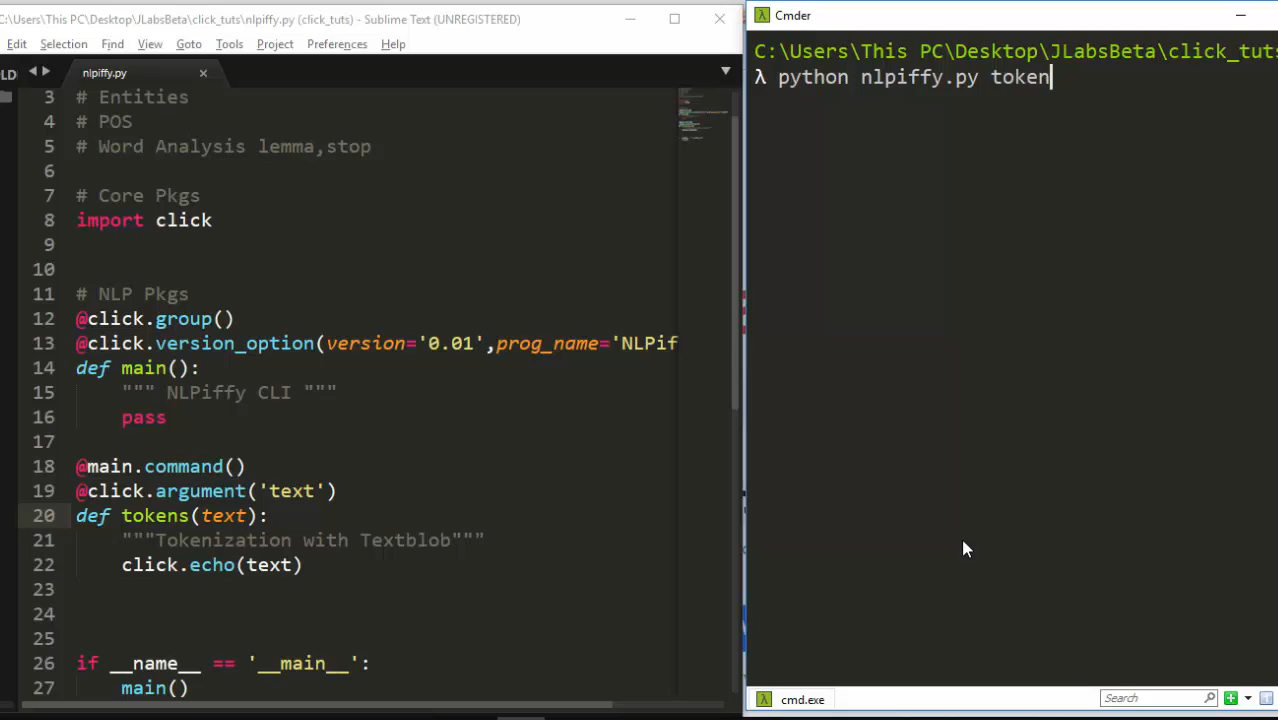 C:\Users\This PC\Desktop\JLabsBeta\click_tuts\nlpiffy.py (click_tuts) - Sublime Text (UNREGISTERED)
Edit Selection Find View Goto Tools Project Preferences Help
nlpiffy.py
3 # Entities
4 # POS
5 # Word Analysis lemma,stop
6
7 # Core Pkgs
8 import click
9
10
11 # NLP Pkgs
12 @click.group()
13 @click.version_option(version='0.01',prog_name='NLPif
14 def main():
15 """ NLPiffy CLI """
16 pass
17
18 @main.command()
19 @click.argument('text')
20 def tokens(text):
21 """Tokenization with Textblob"""
22 click.echo(text)
23
24
25
26 if __name__ == '__main__':
27 main()
Cmder
C:\Users\This PC\Desktop\JLabsBeta\click_tuts
λ python nlpiffy.py token
cmd.exe
Search